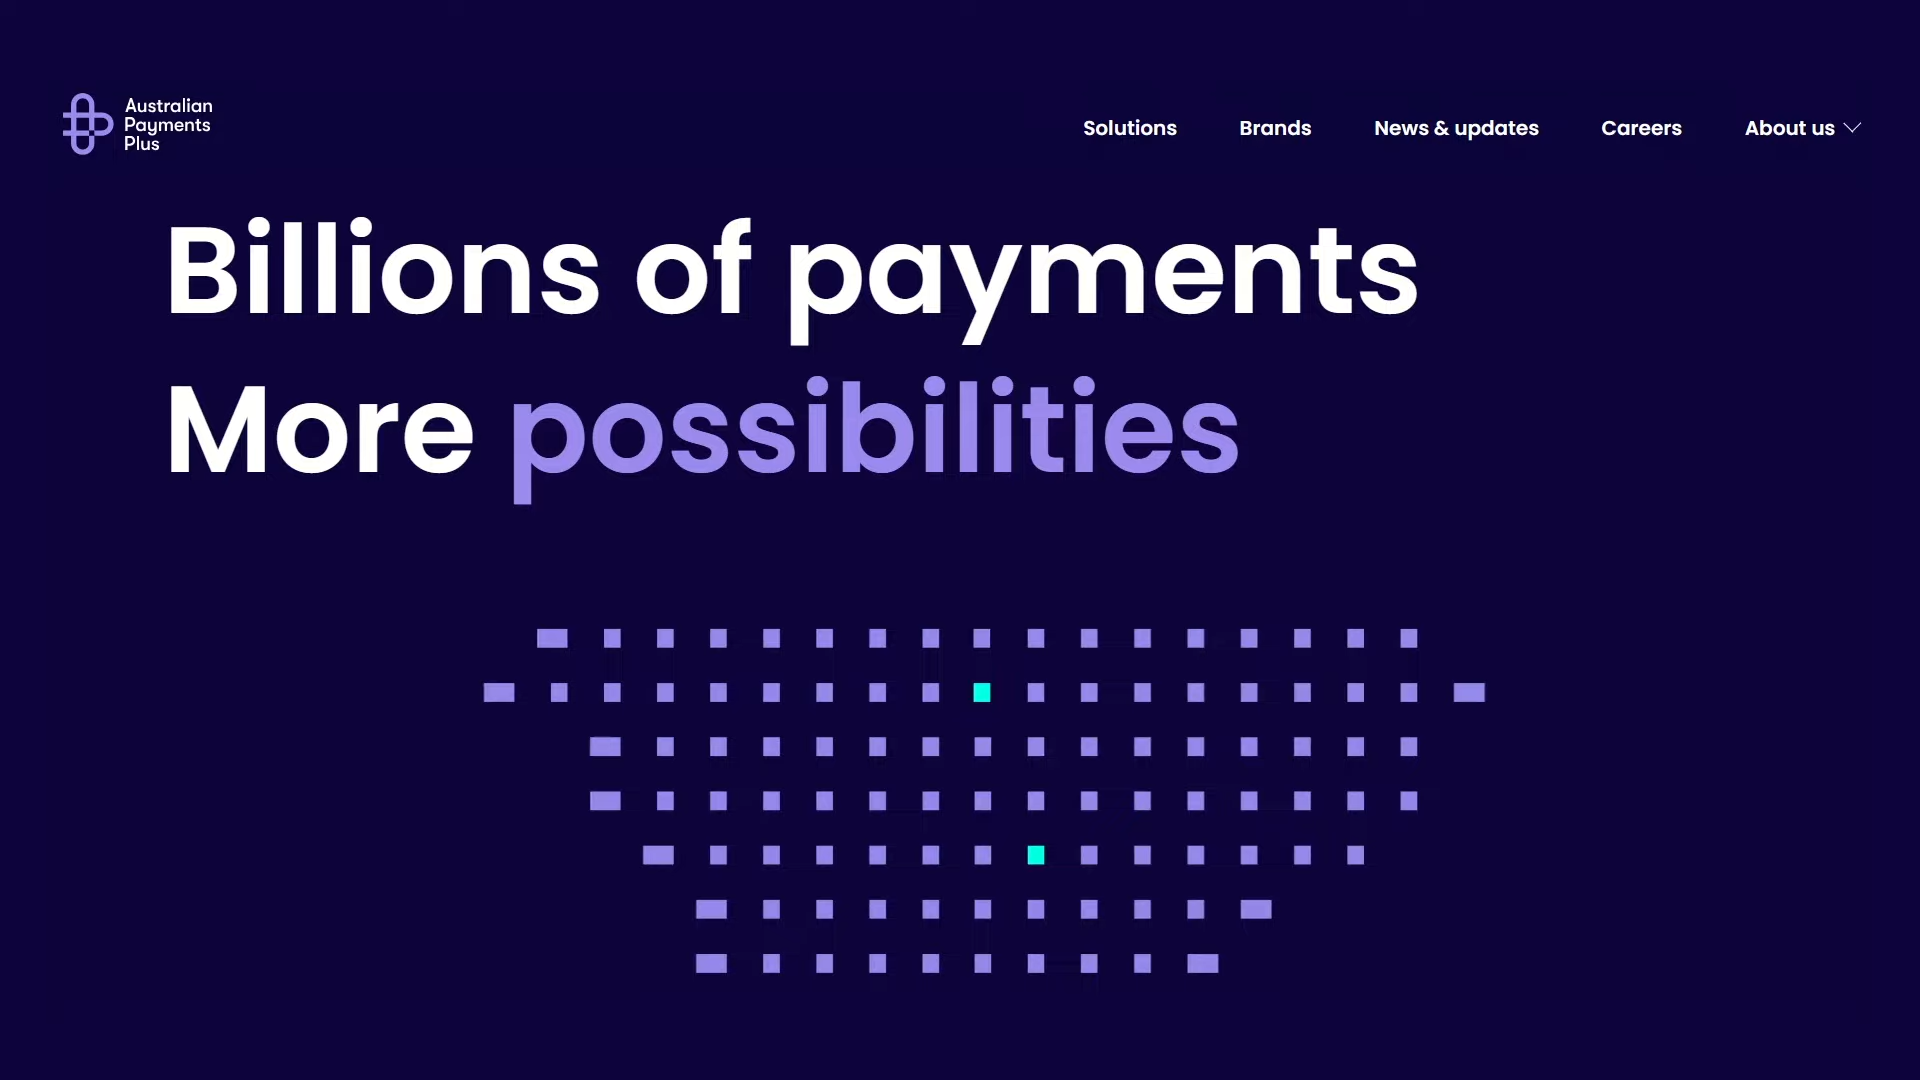 Australian
Payments
Plus
Solutions
Brands
News & updates
Careers
About us
Billions of payments
More possibilities